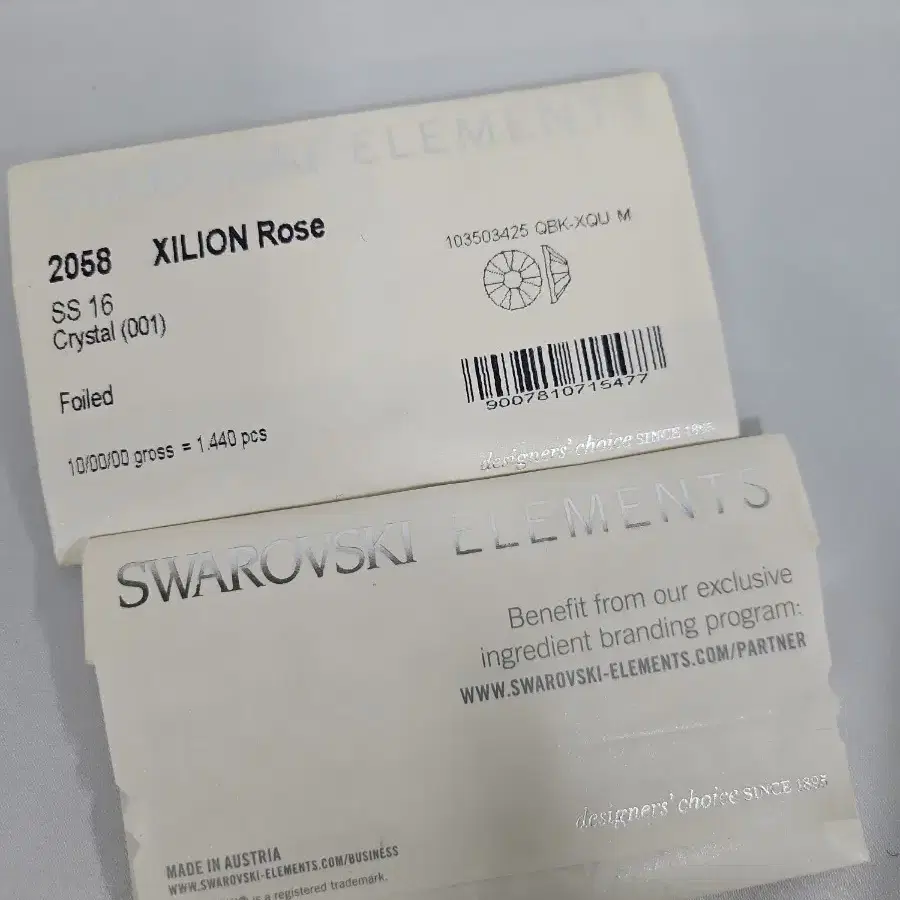 SWAROVSKI ELEMENTS
2058 XILION Rose
SS 16
Crystal (001)
Foiled
10/00/00 gross = 1.440 pcs
103503425 QBK-XQU M
9007810715477
designers' choice SINCE 1895
SWAROVSKI ELEMENTS
Benefit from our exclusive
ingredient branding program:
WWW.SWAROVSKI-ELEMENTS.COM/PARTNER
designers' choice SINCE 1895
MADE IN AUSTRIA
WWW.SWAROVSKI-ELEMENTS.COM/BUSINESS
is a registered trademark.